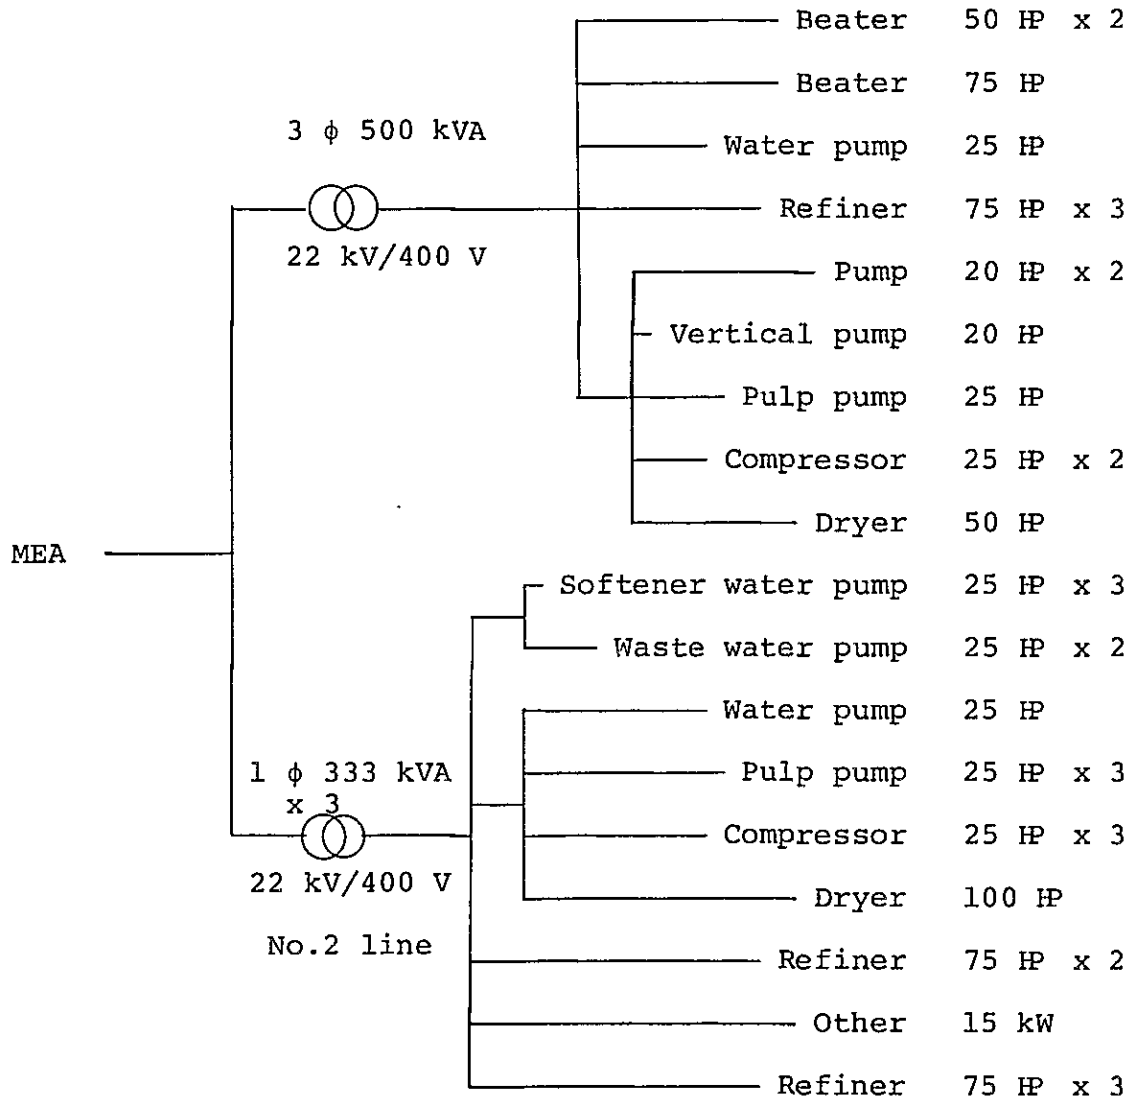 Beater 50 HP x 2
Beater 75 HP
3 φ 500 kVA
Water pump 25 HP
Refiner 75 HP x 3
22 kV/400 V
Pump 20 HP x 2
Vertical pump 20 HP
Pulp pump 25 HP
Compressor 25 HP x 2
Dryer 50 HP
MEA
Softener water pump 25 HP x 3
Waste water pump 25 HP x 2
Water pump 25 HP
1 φ 333 kVA
x 3
Pulp pump 25 HP x 3
Compressor 25 HP x 3
22 kV/400 V
Dryer 100 HP
No.2 line
Refiner 75 HP x 2
Other 15 kW
Refiner 75 HP x 3